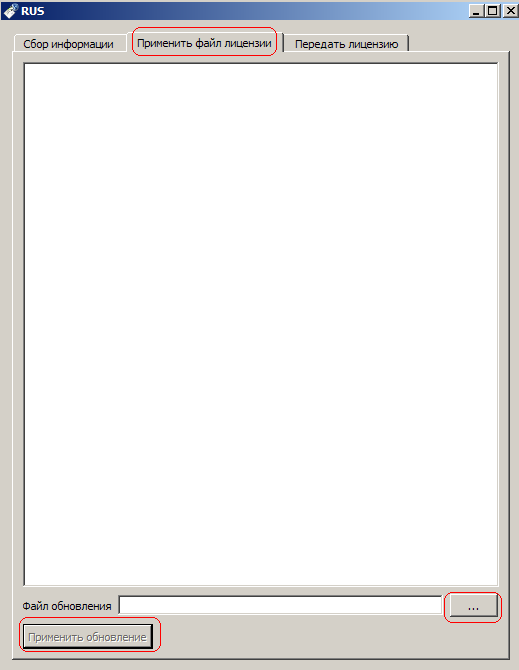 RUS
Сбор информации Применить файл лицензии Передать лицензию
Файл обновления ...
Применить обновление